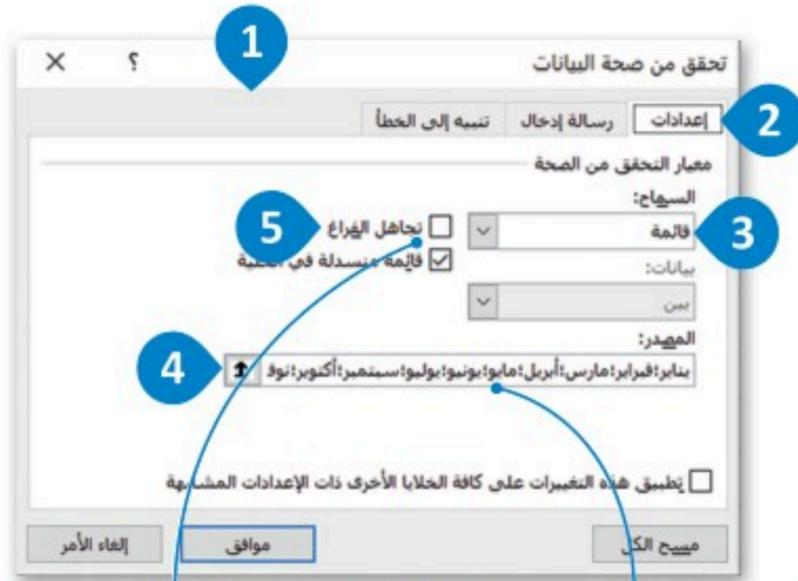 1
تحقق من صحة البيانات ؟ ×
2 إعدادات رسالة إدخال تنبيه إلى الخطأ
معيار التحقق من الصحة
السماح:
3 قائمة
تجاهل الفراغ 5
بيانات:
قائمة منسدلة في الخلية
بين
المصدر:
يناير؛فبراير؛مارس؛أبريل؛مايو؛يونيو؛يوليو؛سبتمبر؛أكتوبر؛نوف 4
تطبيق هذه التغييرات على كافة الخلايا الأخرى ذات الإعدادات المشابهة
مسح الكل موافق إلغاء الأمر